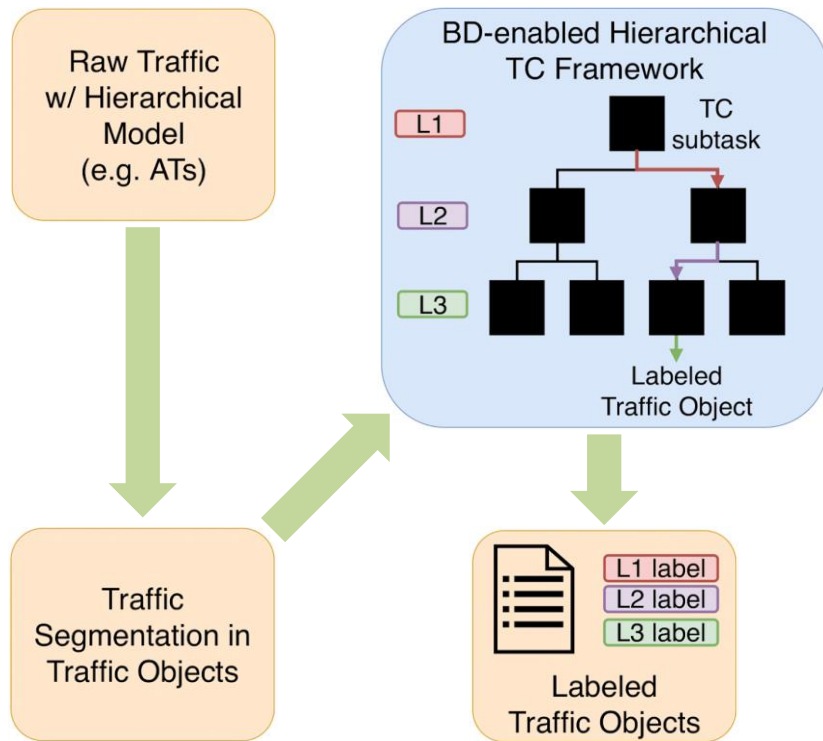 Raw Traffic
w/ Hierarchical
Model
(e.g. ATs)
BD-enabled Hierarchical
TC Framework
L1
TC
subtask
L2
L3
Labeled
Traffic Object
Traffic
Segmentation in
Traffic Objects
L1 label
L2 label
L3 label
Labeled
Traffic Objects